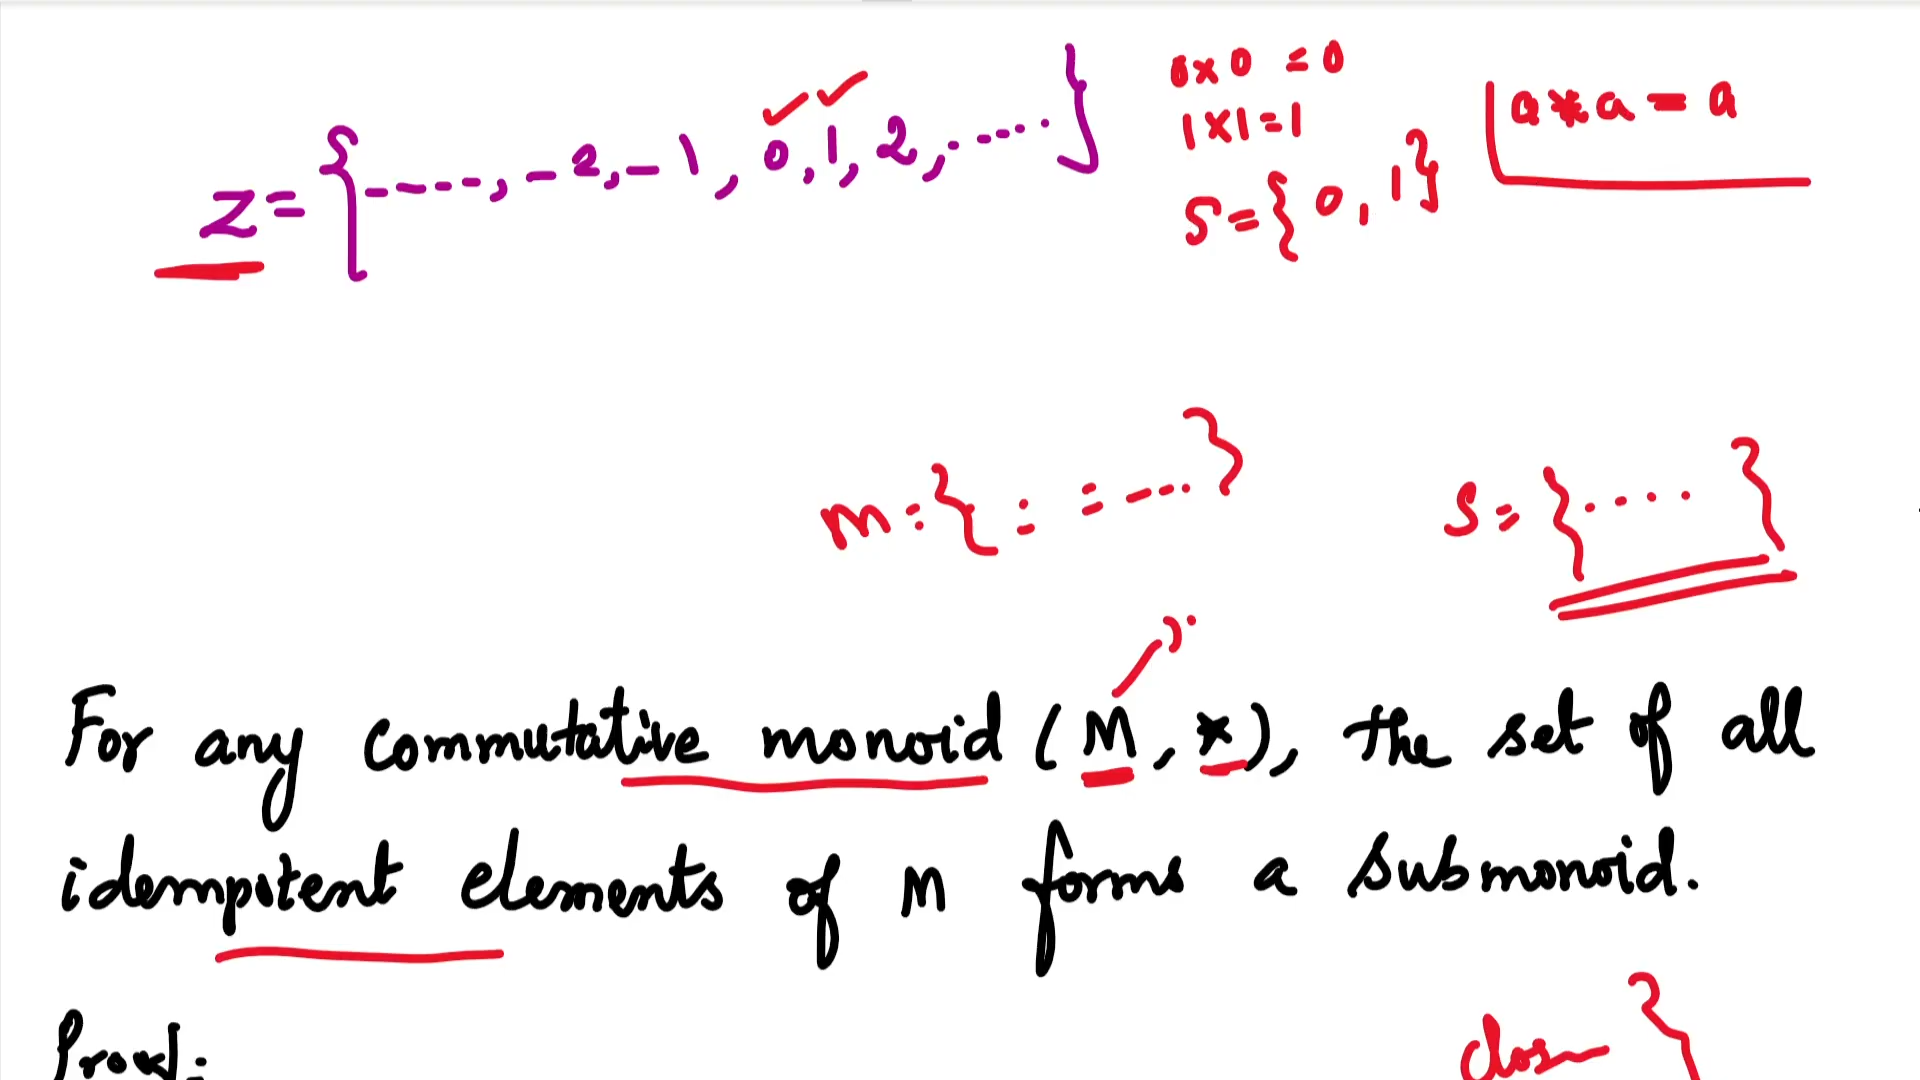 Z = { ----, -2, -1, 0, 1, 2, ..... }
0 x 0 = 0
1 x 1 = 1
S = { 0, 1 }
a * a = a
M = { : = --.. }
S = { .... }
For any commutative monoid (M, *), the set of all
idempotent elements of M forms a submonoid.
Proof: